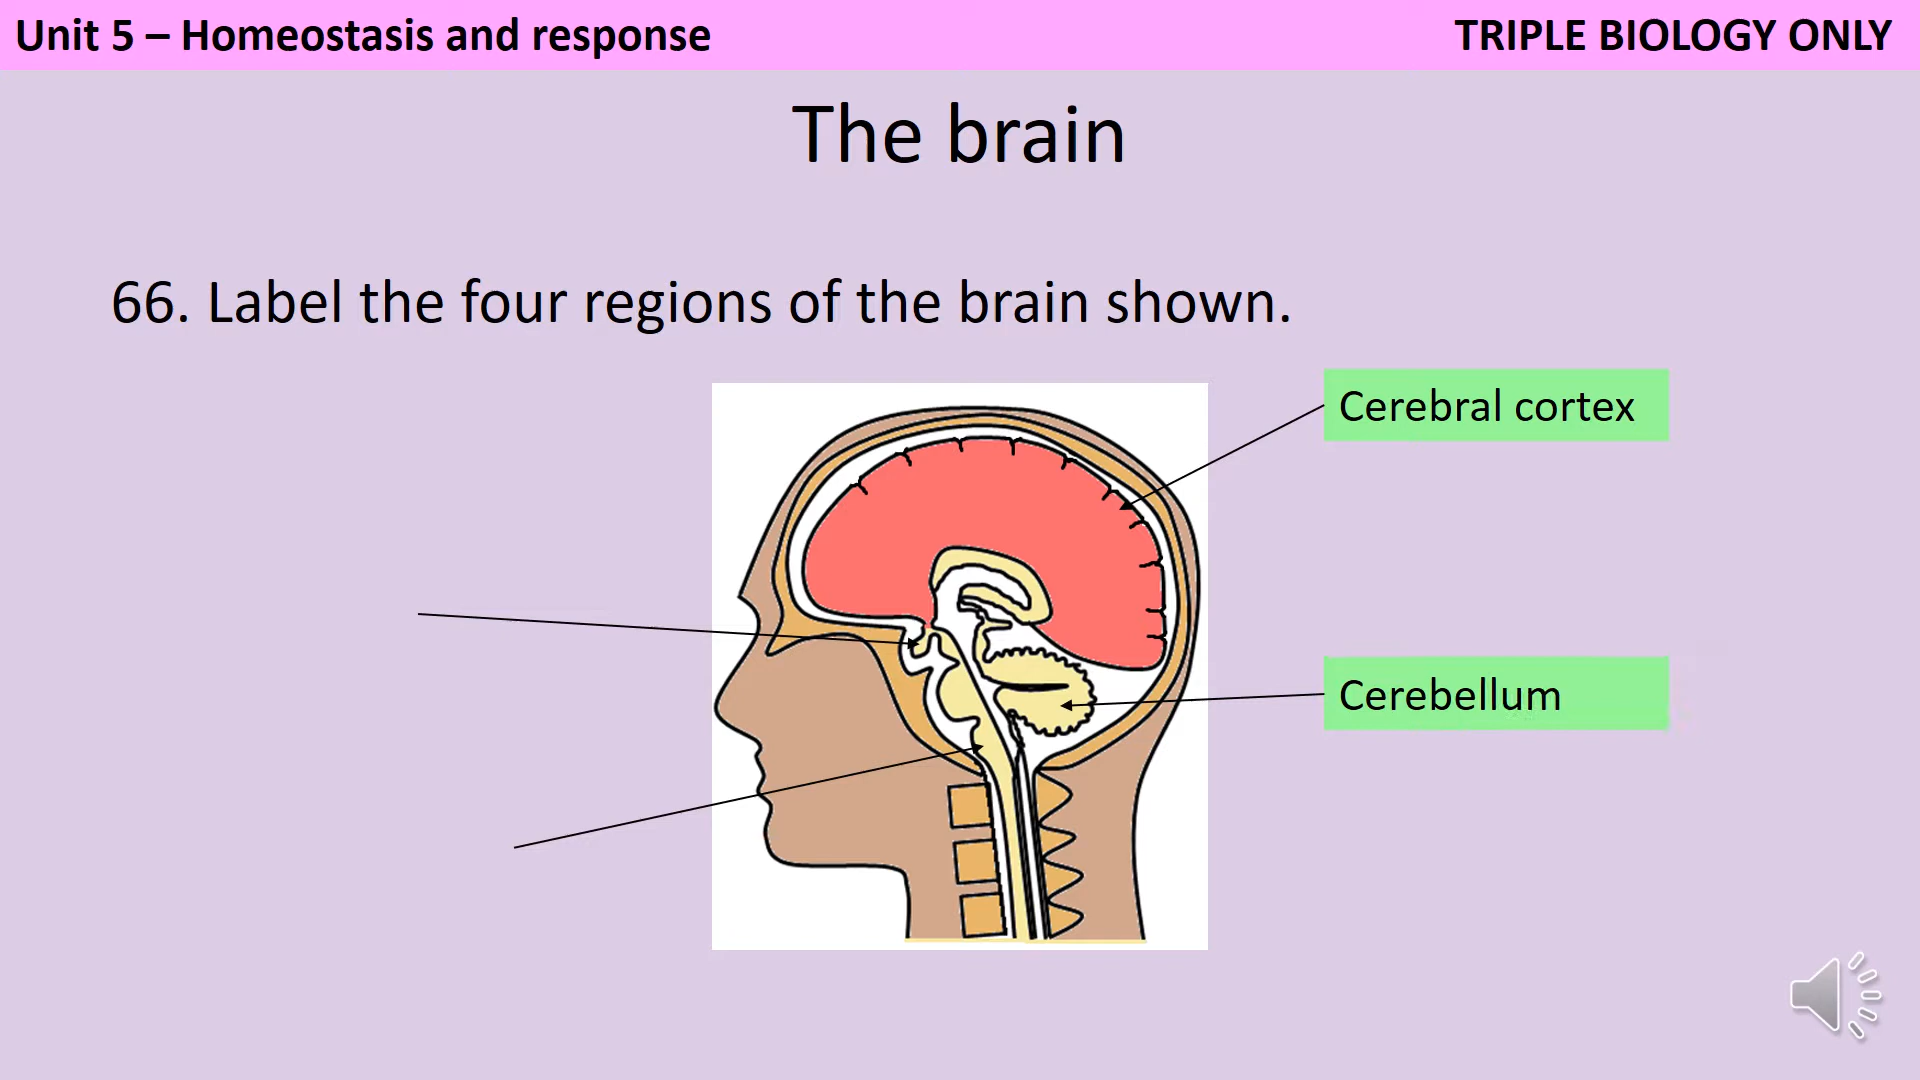 Unit 5 – Homeostasis and response
TRIPLE BIOLOGY ONLY
The brain
66. Label the four regions of the brain shown.
Cerebral cortex
Cerebellum